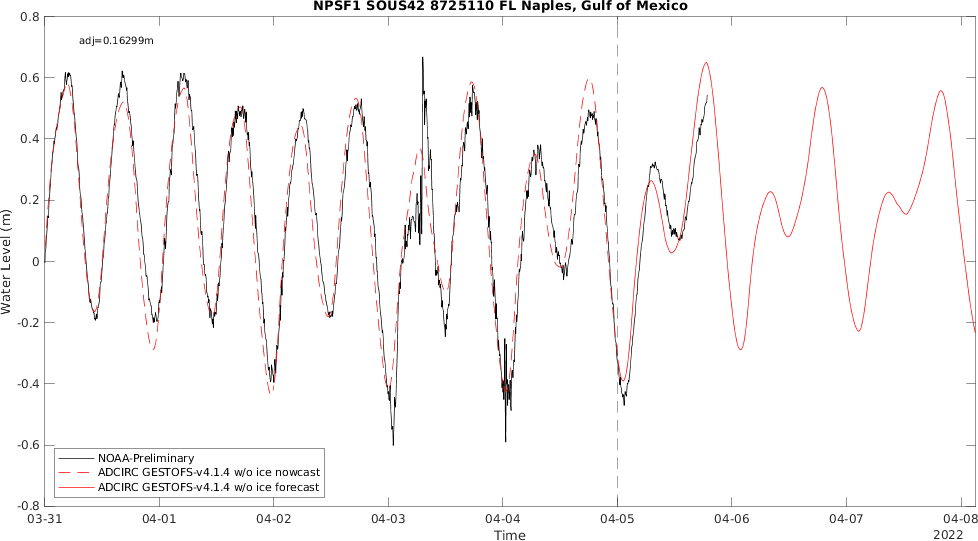 NPSF1 SOUS42 8725110 FL Naples, Gulf of Mexico
adj=0.16299m
0.8
0.6
0.4
0.2
0
-0.2
-0.4
-0.6
-0.8
Water Level (m)
NOAA-Preliminary
ADCIRC GESTOFS-v4.1.4 w/o ice nowcast
ADCIRC GESTOFS-v4.1.4 w/o ice forecast
03-31 04-01 04-02 04-03 04-04 04-05 04-06 04-07 04-08
Time
2022